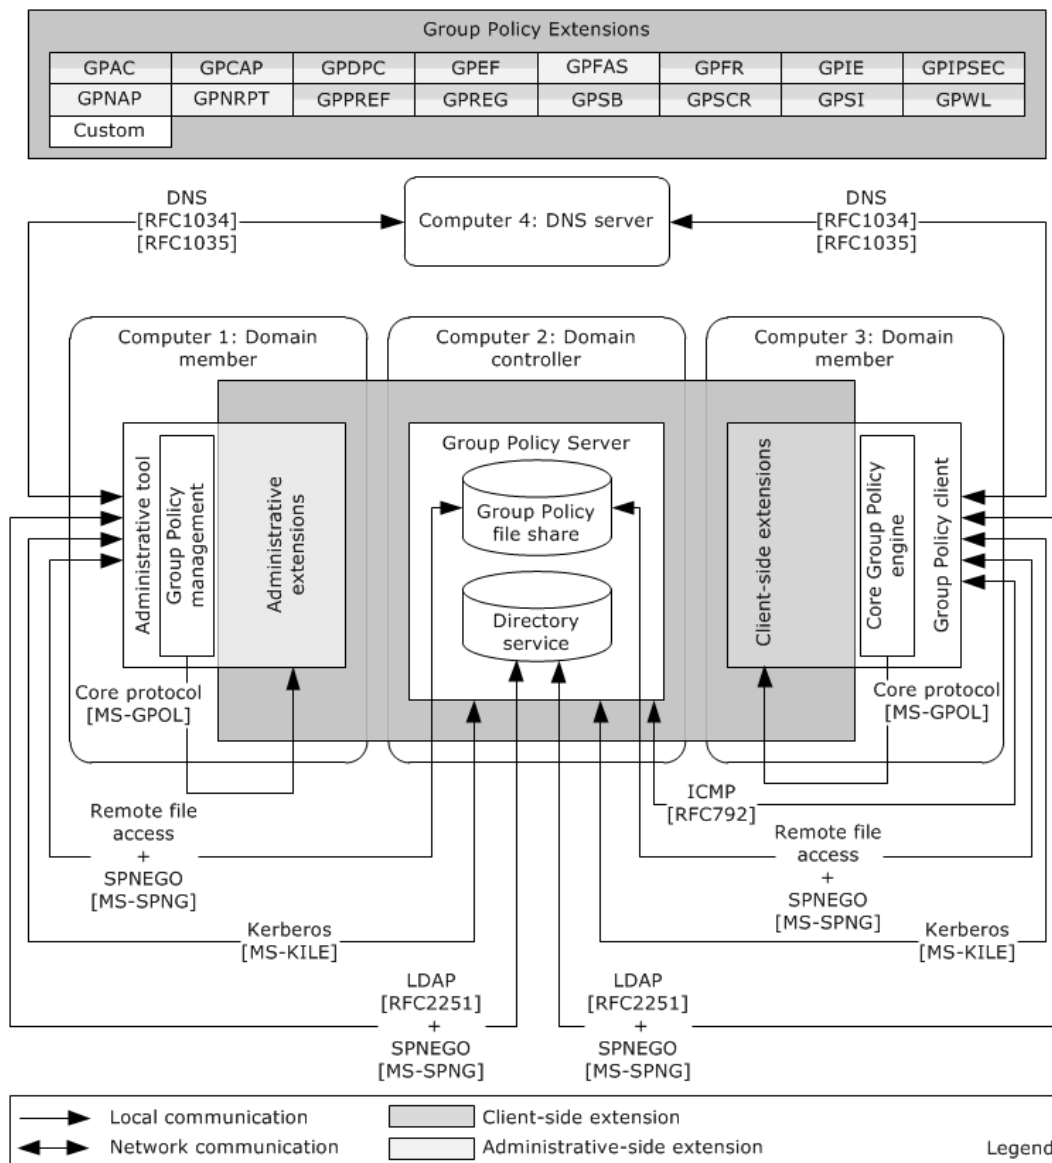 Group Policy Extensions
GPAC GPCAP GPDPC GPEF GPFAS GPFR GPIE GPIPSEC
GPNAP GPNRPT GPPREF GPREG GPSB GPSCR GPSI GPWL
Custom
DNS
[RFC1034]
[RFC1035]
Computer 4: DNS server
DNS
[RFC1034]
[RFC1035]
Computer 1: Domain
member
Computer 2: Domain
controller
Computer 3: Domain
member
Administrative tool
Group Policy
management
Administrative
extensions
Group Policy Server
Group Policy
file share
Directory
service
Client-side extensions
Core Group Policy
engine
Group Policy client
Core protocol
[MS-GPOL]
Core protocol
[MS-GPOL]
ICMP
[RFC792]
Remote file
access
+
SPNEGO
[MS-SPNG]
Remote file
access
+
SPNEGO
[MS-SPNG]
Kerberos
[MS-KILE]
Kerberos
[MS-KILE]
LDAP
[RFC2251]
+
SPNEGO
[MS-SPNG]
LDAP
[RFC2251]
+
SPNEGO
[MS-SPNG]
Local communication
Client-side extension
Network communication
Administrative-side extension
Legend